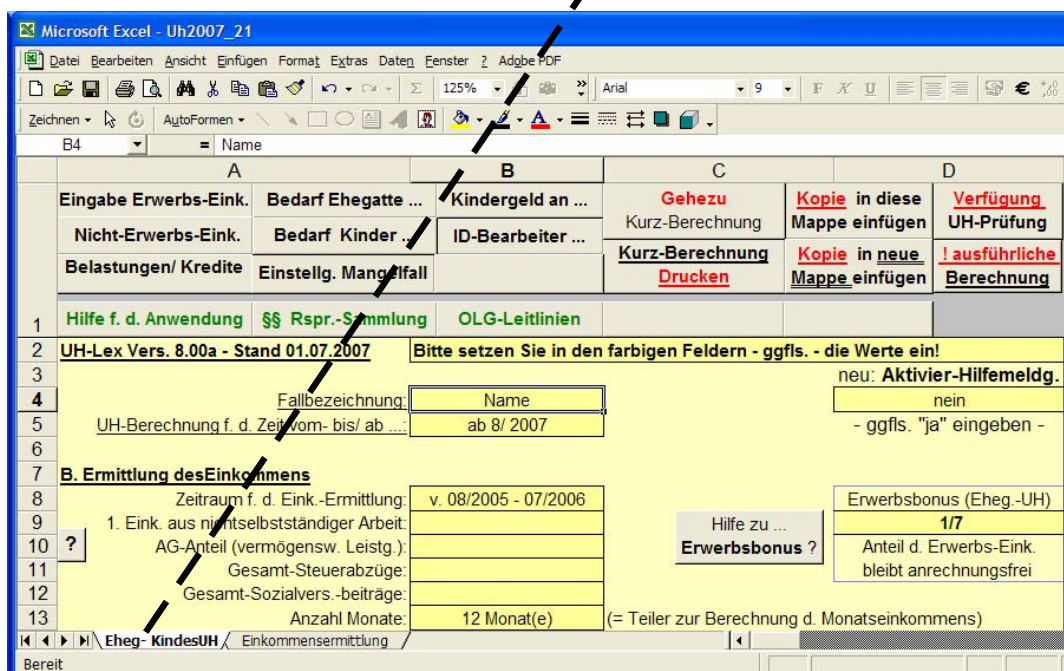 Microsoft Excel - Uh2007_21
Datei Bearbeiten Ansicht Einfügen Format Extras Daten Fenster ? Adobe PDF
125% Arial 9 F K U €
Zeichnen AutoFormen A
B4 = Name
A B C D
Eingabe Erwerbs-Eink. Bedarf Ehegatte ... Kindergeld an ... Gehezu Kopie in diese Verfügung
Kurz-Berechnung Mappe einfügen UH-Prüfung
Nicht-Erwerbs-Eink. Bedarf Kinder .. ID-Bearbeiter ...
Kurz-Berechnung Kopie in neue ! ausführliche
Belastungen/ Kredite Einstellg. Mangelfall
Drucken Mappe einfügen Berechnung
1 Hilfe f. d. Anwendung §§ Rspr.-Sammlung OLG-Leitlinien
2 UH-Lex Vers. 8.00a - Stand 01.07.2007 Bitte setzen Sie in den farbigen Feldern - ggfls. - die Werte ein!
3 neu: Aktivier-Hilfemeldg.
4 Fallbezeichnung: Name nein
5 UH-Berechnung f. d. Zeit vom- bis/ ab ...: ab 8/ 2007 - ggfls. "ja" eingeben -
6
7 B. Ermittlung desEinkommens
8 Zeitraum f. d. Eink.-Ermittlung: v. 08/2005 - 07/2006 Erwerbsbonus (Eheg.-UH)
9 1. Eink. aus nichtselbstständiger Arbeit: Hilfe zu ... 1/7
10 ? AG-Anteil (vermögensw. Leistg.): Erwerbsbonus ? Anteil d. Erwerbs-Eink.
11 Gesamt-Steuerabzüge: bleibt anrechnungsfrei
12 Gesamt-Sozialvers.-beiträge:
13 Anzahl Monate: 12 Monat(e) (= Teiler zur Berechnung d. Monatseinkommens)
Eheg- KindesUH Einkommensermittlung
Bereit